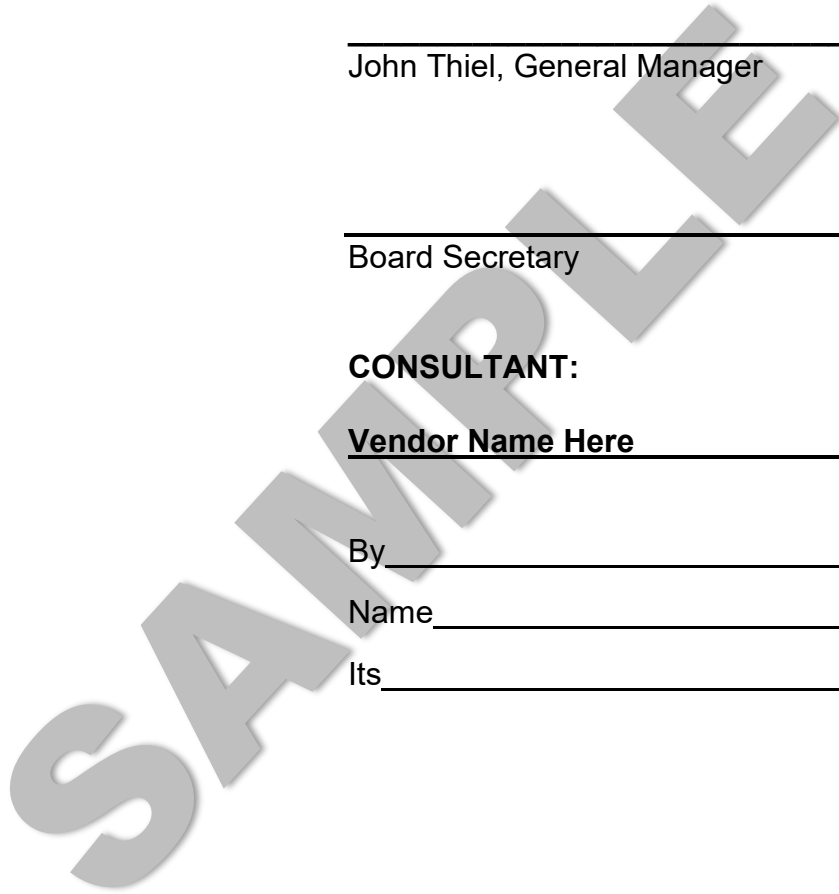 John Thiel, General Manager
Board Secretary
CONSULTANT:
Vendor Name Here
By
Name
Its
SAMPLE